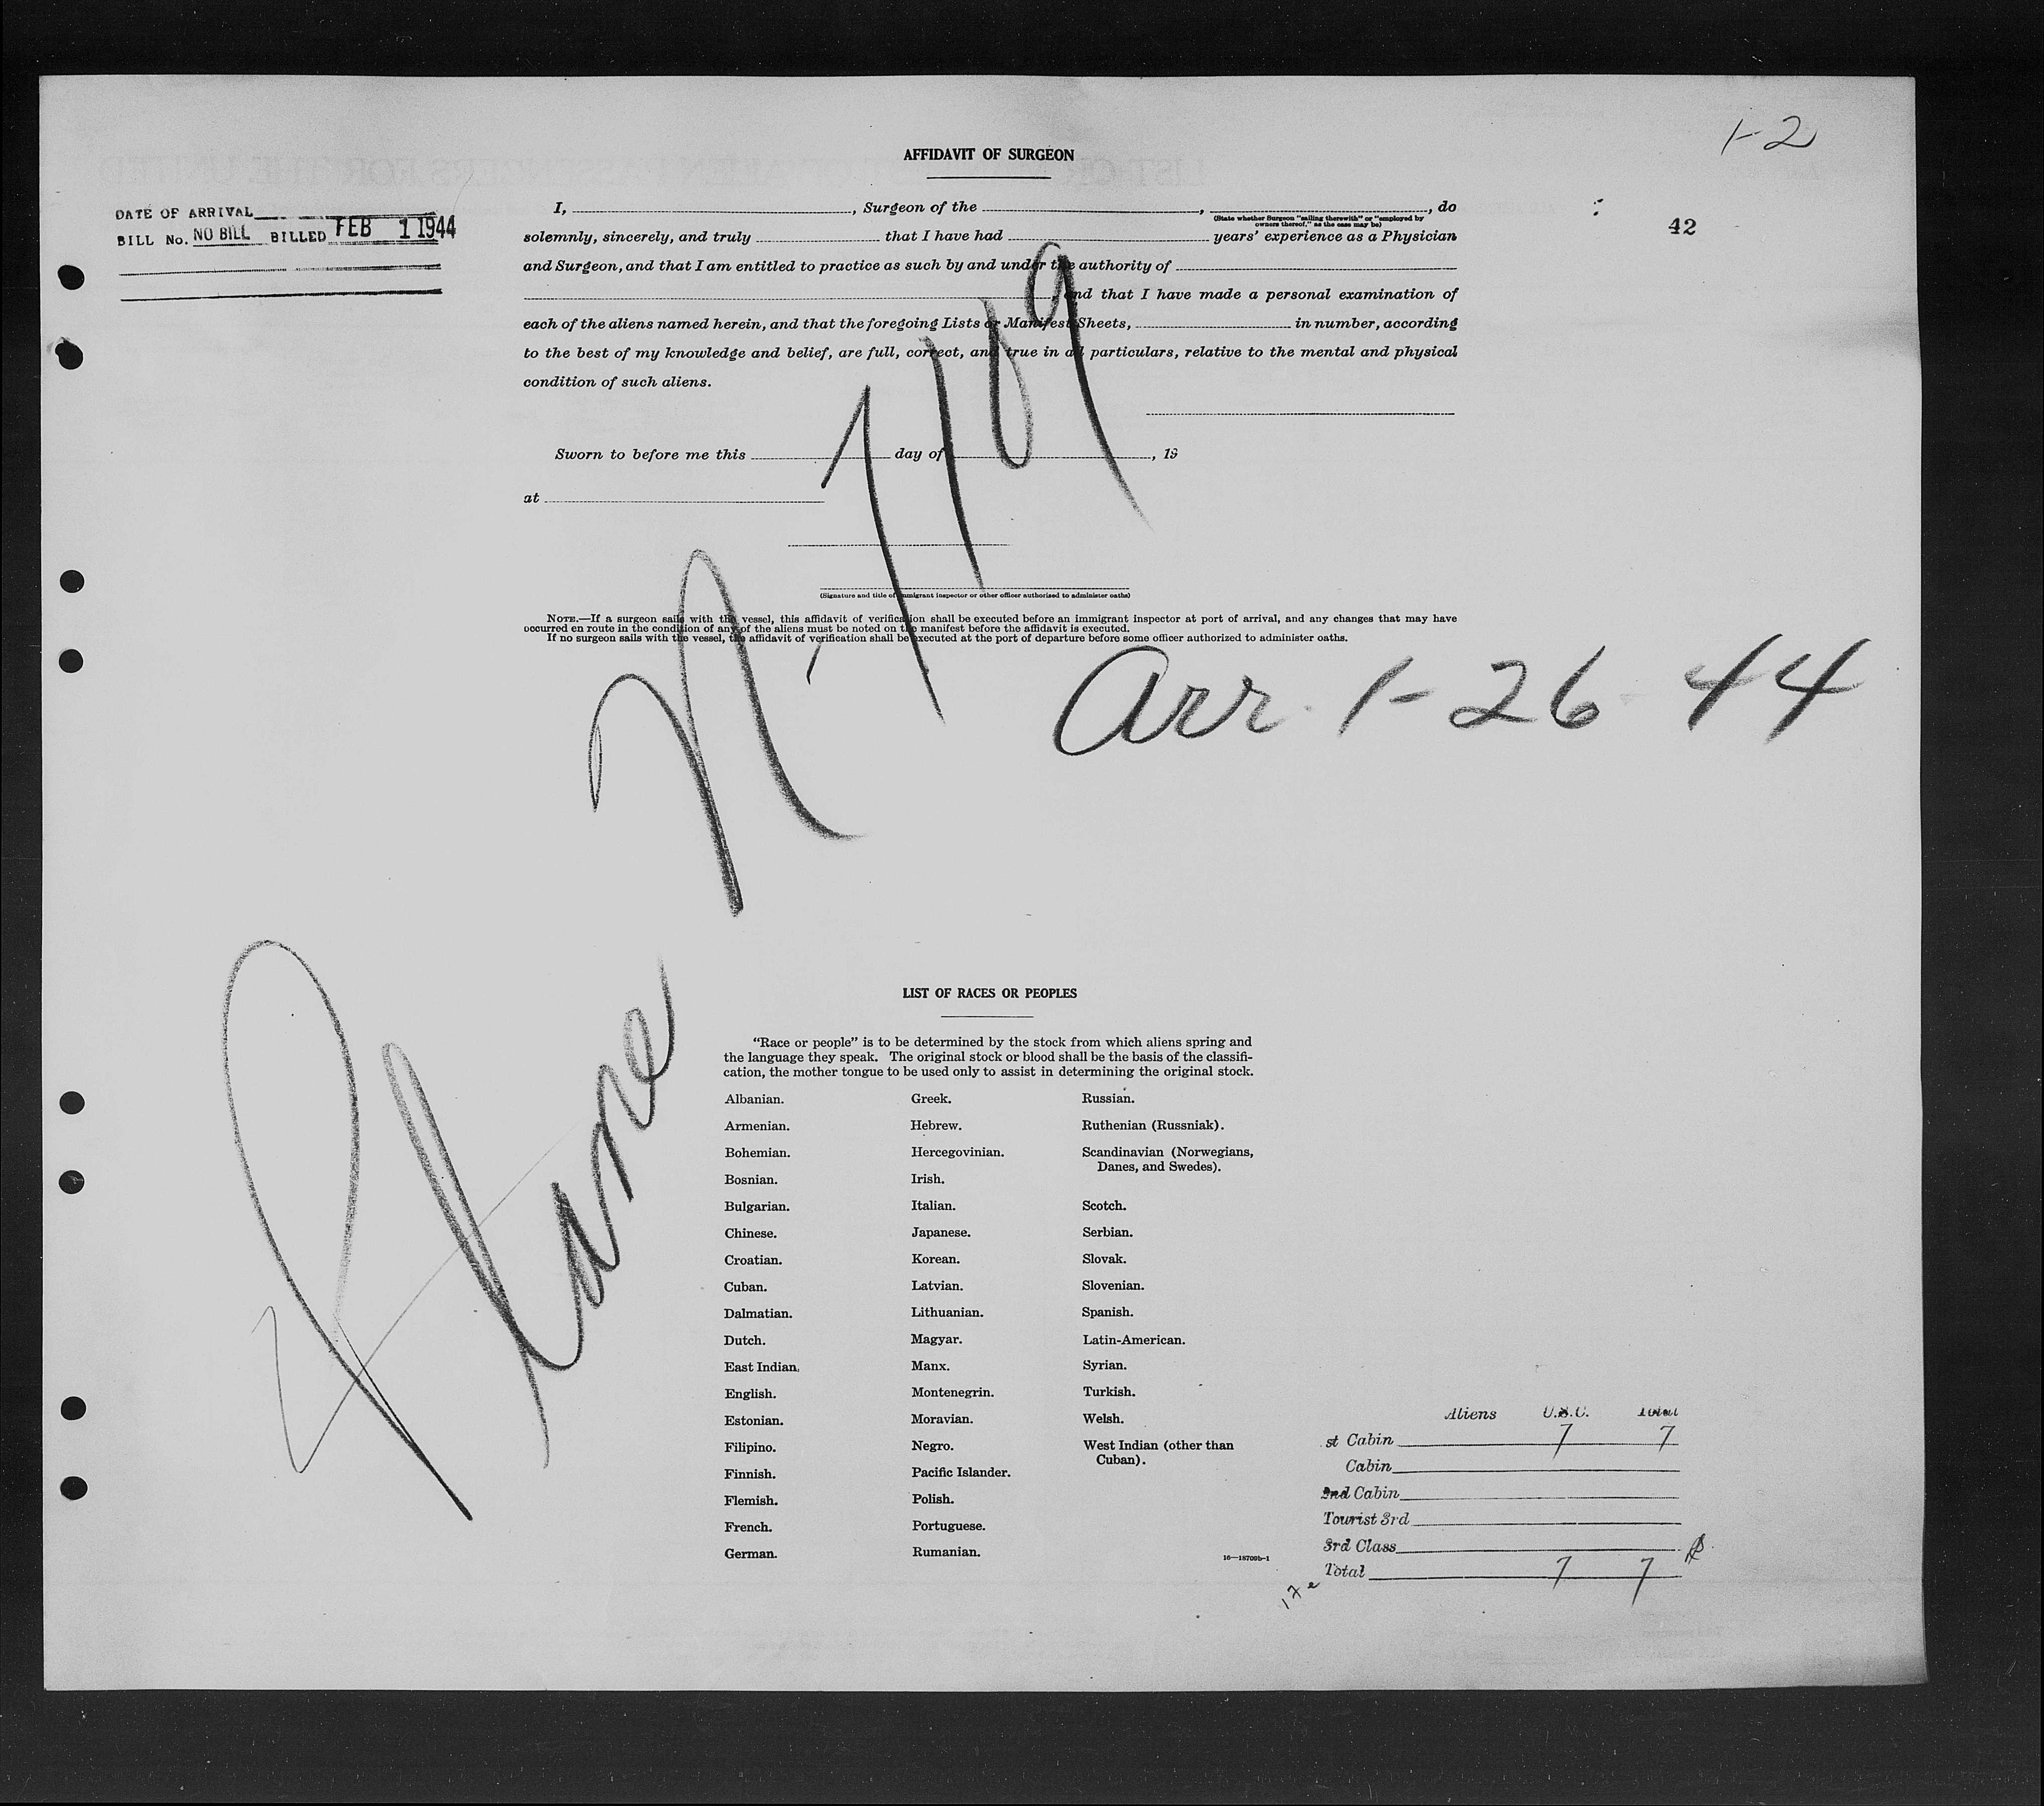 1-2
AFFIDAVIT OF SURGEON
DATE OF ARRIVAL
BILL No. NO BILL BILLED FEB 1 1944
42
I, , Surgeon of the , , do
(State whether Surgeon "sailing therewith" or "employed by
owners thereof," as the case may be)
solemnly, sincerely, and truly that I have had years' experience as a Physician
and Surgeon, and that I am entitled to practice as such by and under the authority of
, and that I have made a personal examination of
each of the aliens named herein, and that the foregoing Lists or Manifest Sheets, in number, according
to the best of my knowledge and belief, are full, correct, and true in all particulars, relative to the mental and physical
condition of such aliens.
Sworn to before me this day of , 19
at
(Signature and title of immigrant inspector or other officer authorized to administer oaths)
NOTE.—If a surgeon sails with the vessel, this affidavit of verification shall be executed before an immigrant inspector at port of arrival, and any changes that may have
occurred en route in the condition of any of the aliens must be noted on the manifest before the affidavit is executed.
If no surgeon sails with the vessel, the affidavit of verification shall be executed at the port of departure before some officer authorized to administer oaths.
Plane
Arr. 1-26-44
LIST OF RACES OR PEOPLES
"Race or people" is to be determined by the stock from which aliens spring and
the language they speak. The original stock or blood shall be the basis of the classifi-
cation, the mother tongue to be used only to assist in determining the original stock.
Albanian.
Armenian.
Bohemian.
Bosnian.
Bulgarian.
Chinese.
Croatian.
Cuban.
Dalmatian.
Dutch.
East Indian.
English.
Estonian.
Filipino.
Finnish.
Flemish.
French.
German.
Greek.
Hebrew.
Hercegovinian.
Irish.
Italian.
Japanese.
Korean.
Latvian.
Lithuanian.
Magyar.
Manx.
Montenegrin.
Moravian.
Negro.
Pacific Islander.
Polish.
Portuguese.
Rumanian.
Russian.
Ruthenian (Russniak).
Scandinavian (Norwegians,
Danes, and Swedes).
Scotch.
Serbian.
Slovak.
Slovenian.
Spanish.
Latin-American.
Syrian.
Turkish.
Welsh.
West Indian (other than
Cuban).
16—18709b-1
Aliens U.S.C. Total
st Cabin 7 7
Cabin
2nd Cabin
Tourist 3rd
3rd Class
Total 7 7